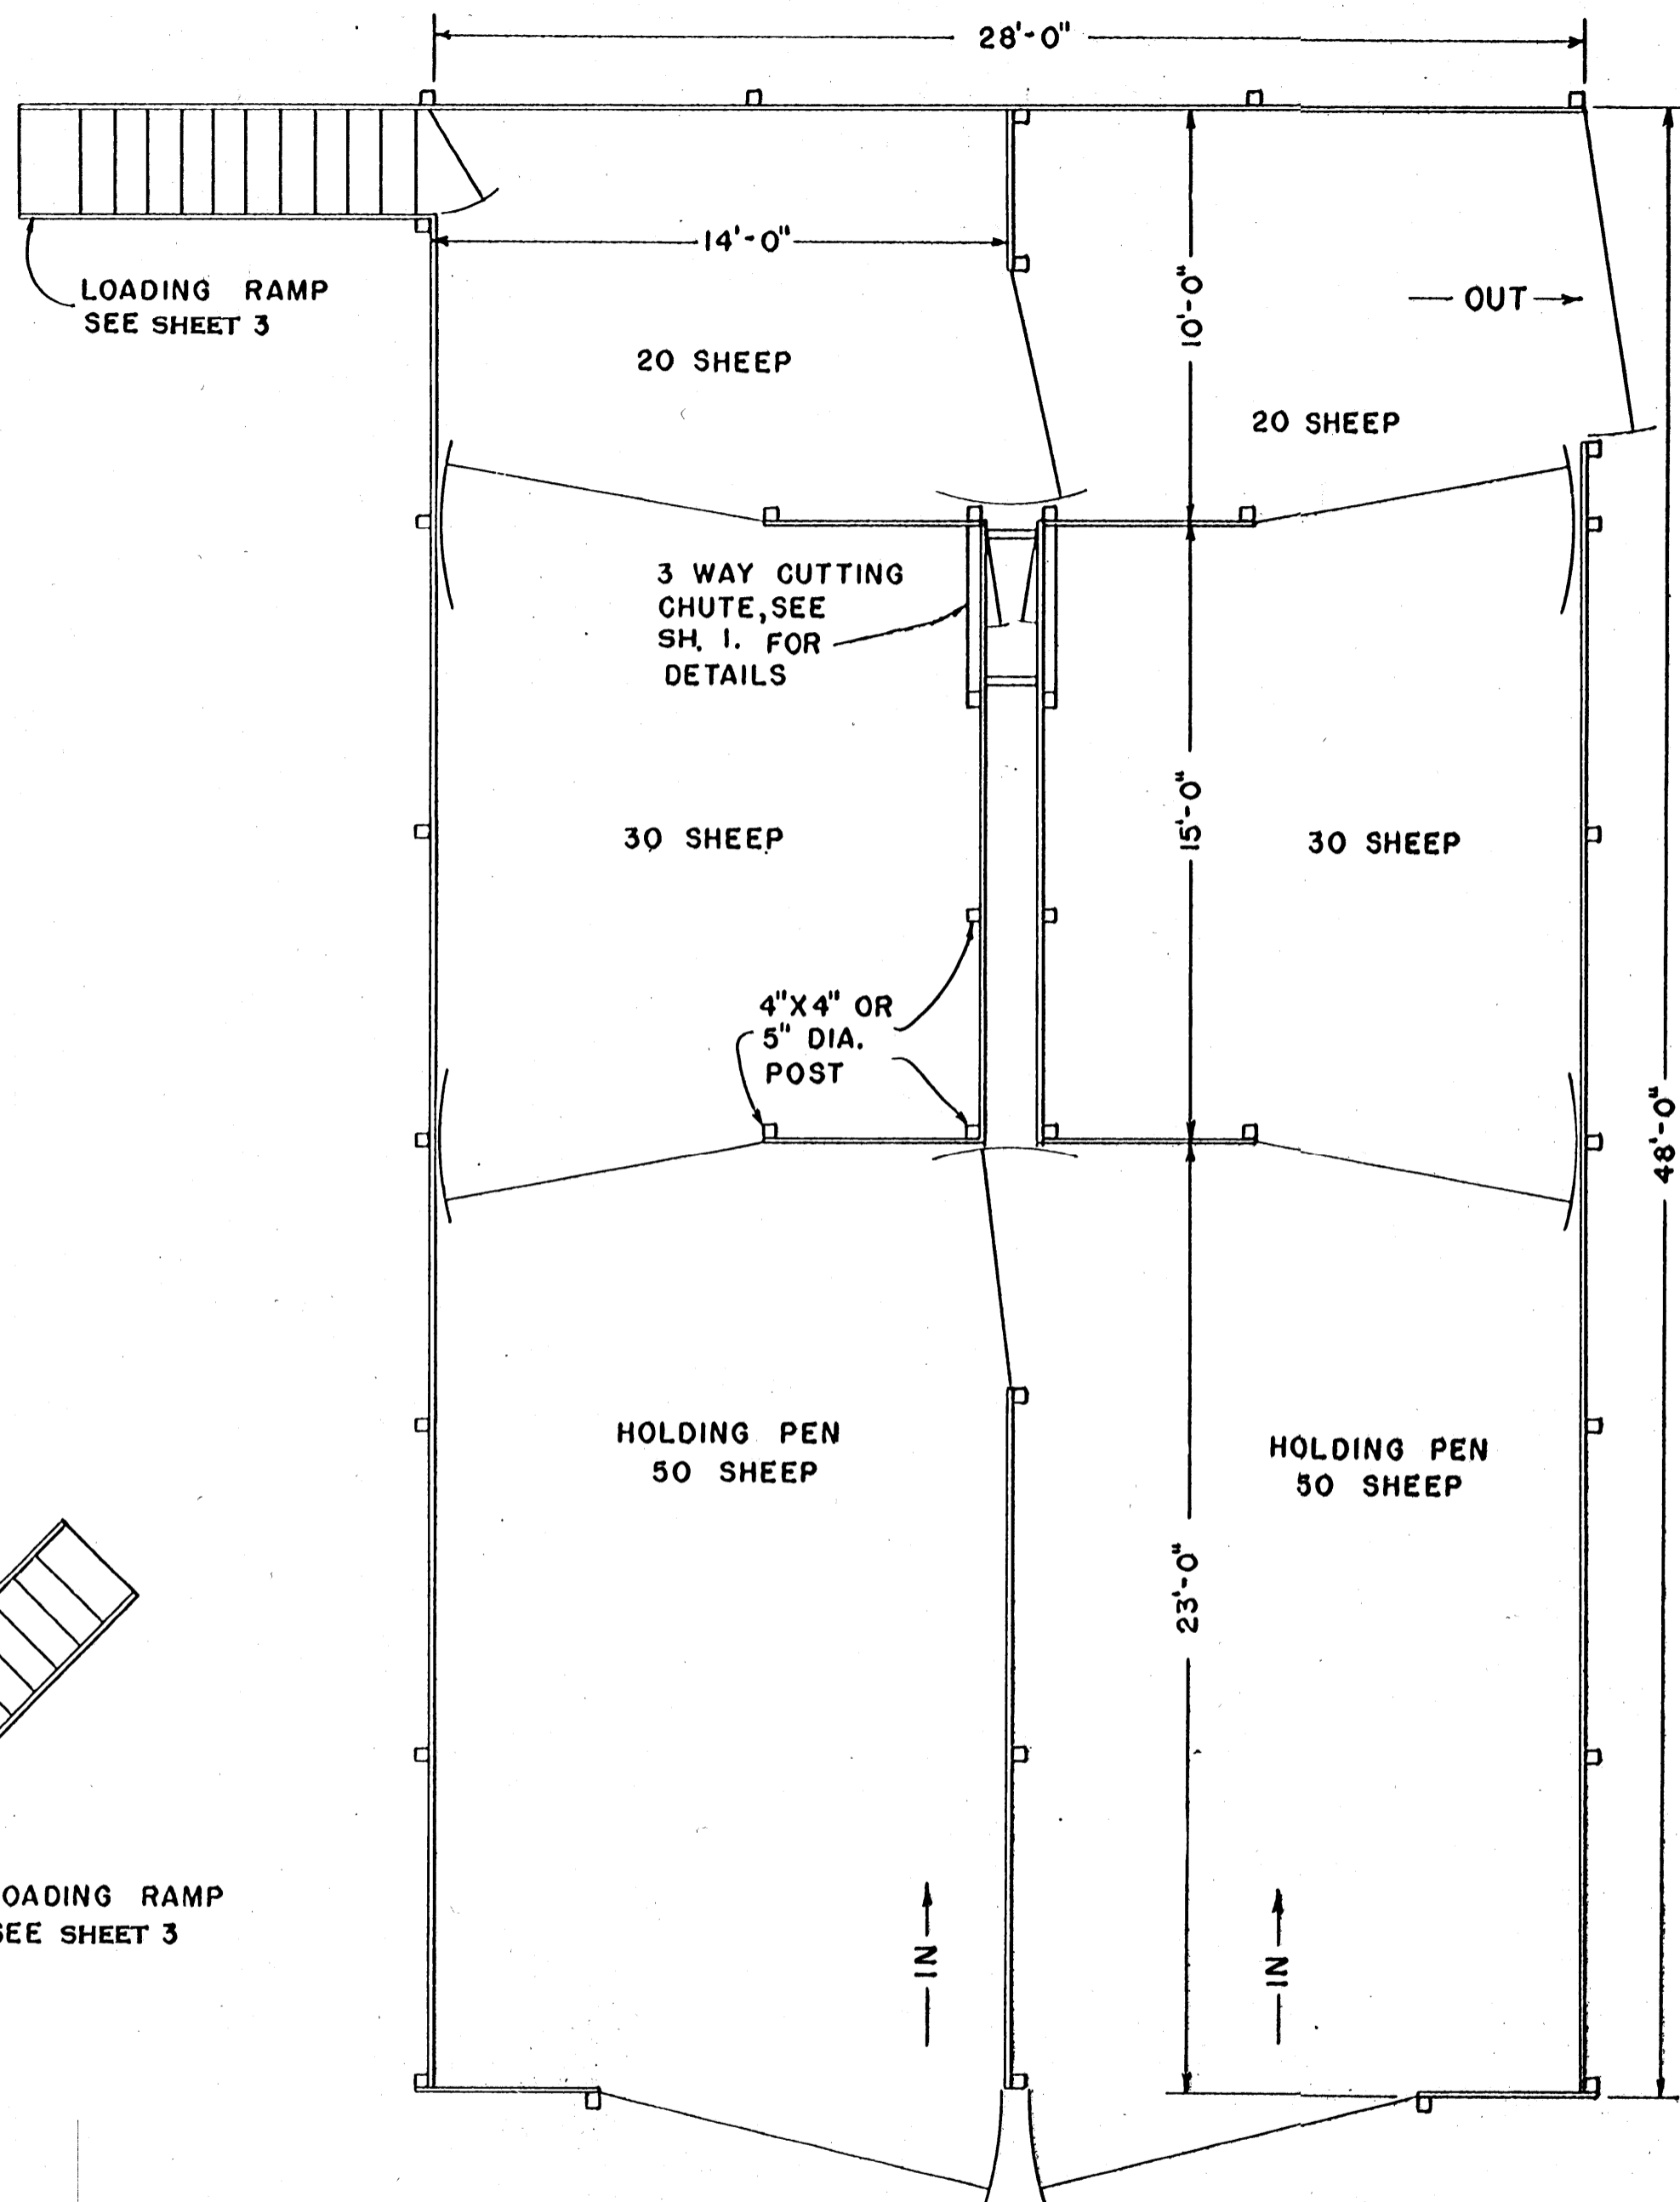 28'-0"
14'-0"
LOADING RAMP
SEE SHEET 3
10'-0"
OUT
20 SHEEP
20 SHEEP
3 WAY CUTTING
CHUTE, SEE
SH. 1. FOR
DETAILS
15'-0"
30 SHEEP
30 SHEEP
4"X4" OR
5" DIA.
POST
48'-0"
HOLDING PEN
50 SHEEP
HOLDING PEN
50 SHEEP
23'-0"
OADING RAMP
SEE SHEET 3
IN
IN